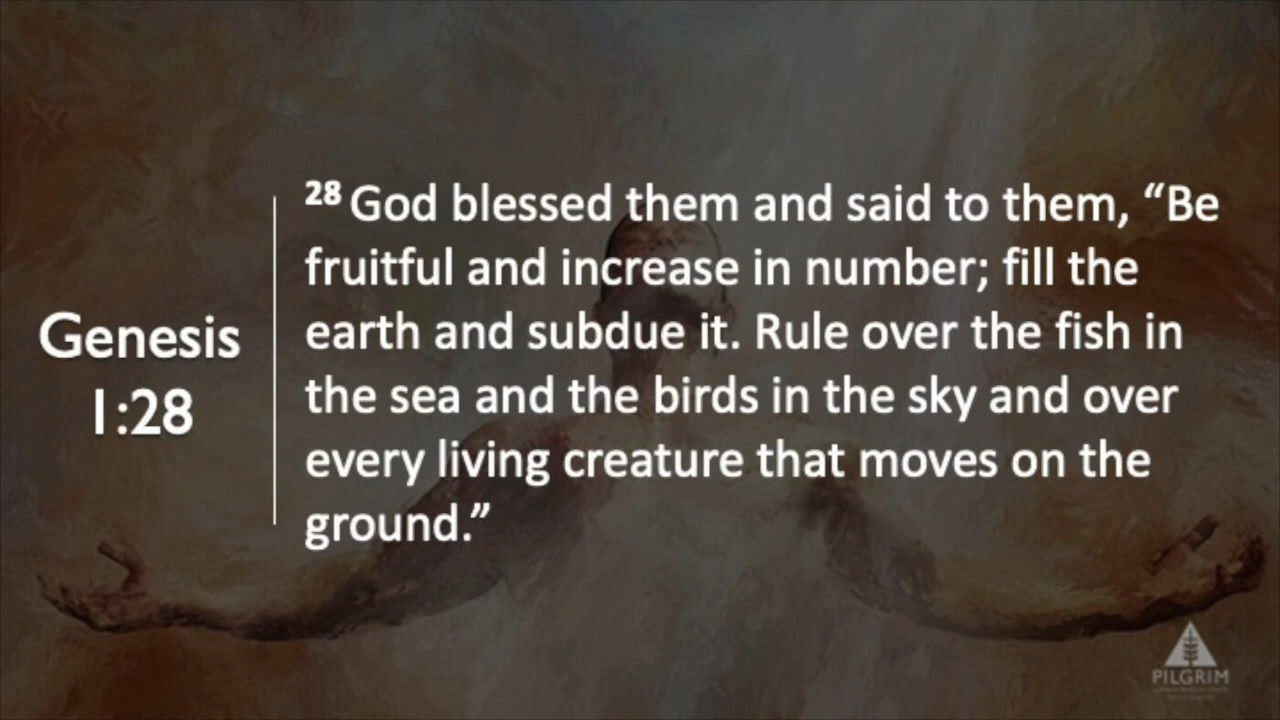 Genesis
1:28
28 God blessed them and said to them, “Be
fruitful and increase in number; fill the
earth and subdue it. Rule over the fish in
the sea and the birds in the sky and over
every living creature that moves on the
ground.”
PILGRIM